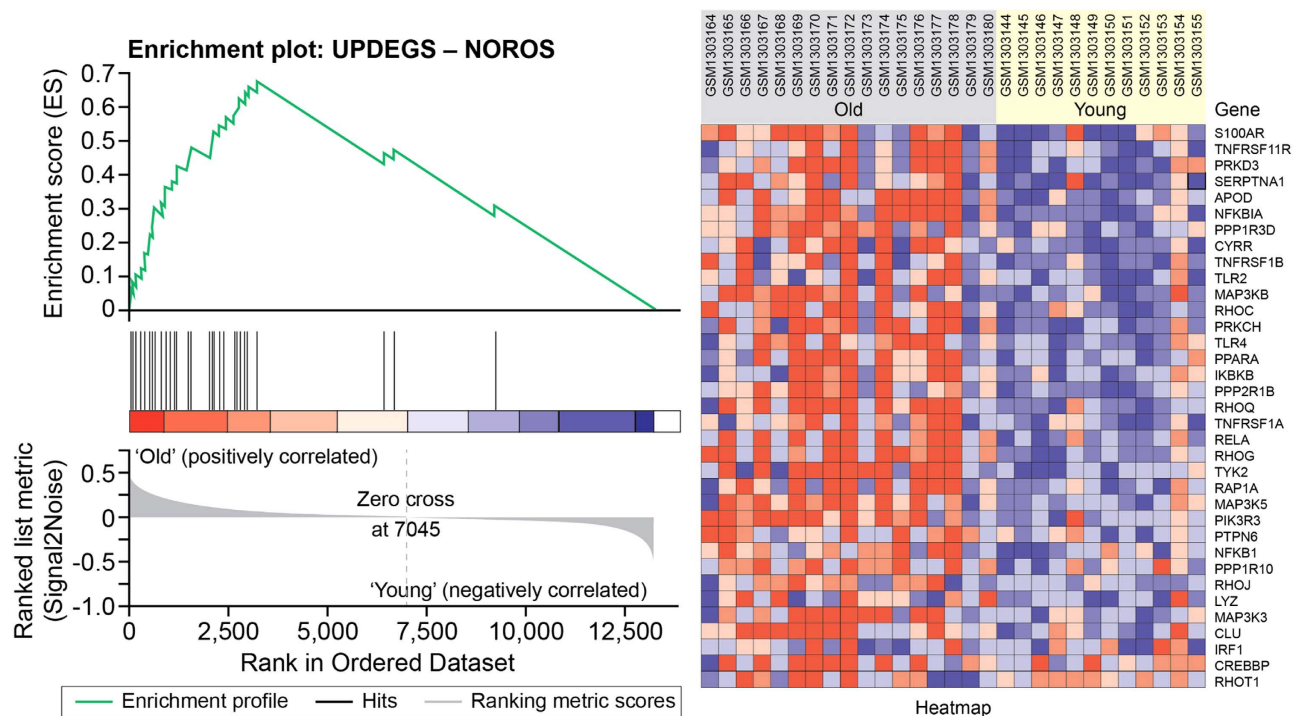 Enrichment plot: UPDEGS – NOROS
Enrichment score (ES)
0.7
0.6
0.5
0.4
0.3
0.2
0.1
0
Ranked list metric
(Signal2Noise)
0.5
0
-0.5
-1.0
'Old' (positively correlated)
Zero cross
at 7045
'Young' (negatively correlated)
0 2,500 5,000 7,500 10,000 12,500
Rank in Ordered Dataset
Enrichment profile Hits Ranking metric scores
GSM1303164
GSM1303165
GSM1303166
GSM1303167
GSM1303168
GSM1303169
GSM1303170
GSM1303171
GSM1303172
GSM1303173
GSM1303174
GSM1303175
GSM1303176
GSM1303177
GSM1303178
GSM1303179
GSM1303180
GSM1303144
GSM1303145
GSM1303146
GSM1303147
GSM1303148
GSM1303149
GSM1303150
GSM1303151
GSM1303152
GSM1303153
GSM1303154
GSM1303155
Old Young Gene
S100AR
TNFRSF11R
PRKD3
SERPTNA1
APOD
NFKBIA
PPP1R3D
CYRR
TNFRSF1B
TLR2
MAP3KB
RHOC
PRKCH
TLR4
PPARA
IKBKB
PPP2R1B
RHOQ
TNFRSF1A
RELA
RHOG
TYK2
RAP1A
MAP3K5
PIK3R3
PTPN6
NFKB1
PPP1R10
RHOJ
LYZ
MAP3K3
CLU
IRF1
CREBBP
RHOT1
Heatmap